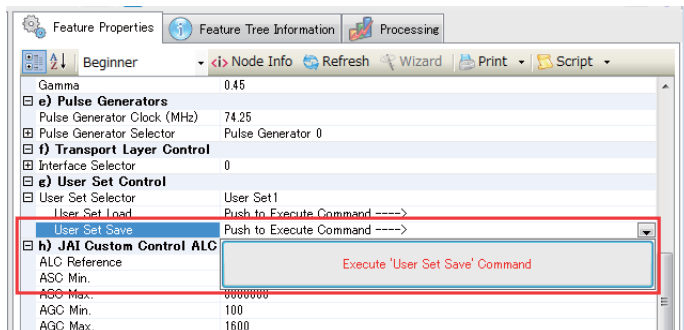 Feature Properties Feature Tree Information Processing
Beginner <i> Node Info Refresh Wizard Print Script
Gamma 0.45
e) Pulse Generators
Pulse Generator Clock (MHz) 74.25
Pulse Generator Selector Pulse Generator 0
f) Transport Layer Control
Interface Selector 0
g) User Set Control
User Set Selector User Set1
User Set Load Push to Execute Command ---->
User Set Save Push to Execute Command ---->
h) JAI Custom Control ALC
ALC Reference
Execute 'User Set Save' Command
ASC Min.
ASC Max.
AGC Min. 100
AGC Max. 1600